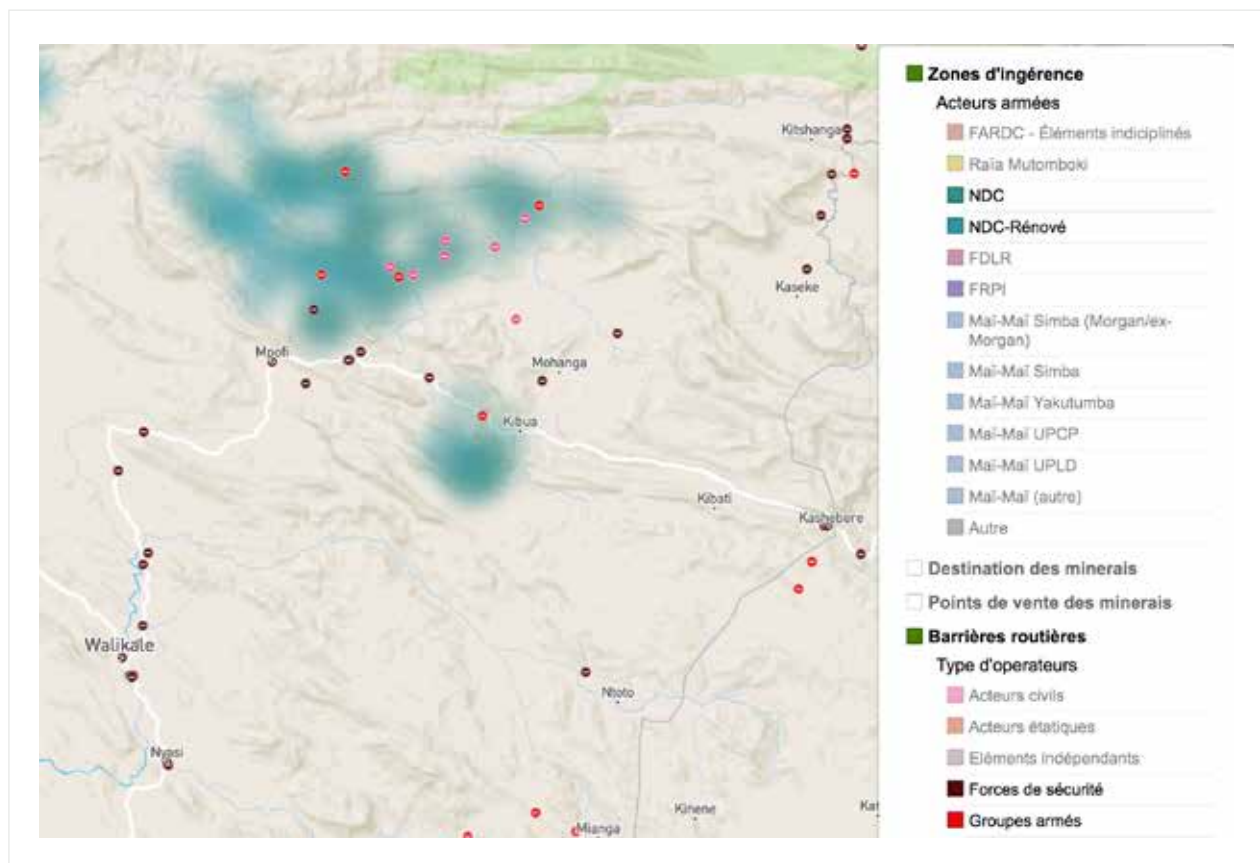 Kitshanga
Kaseke
Mpofi
Mohanga
Kibua
Kibati
Kashebere
Walikale
Ntoto
Nyasi
Kinene
Mianga
Kat
Zones d'ingérence
Acteurs armées
FARDC - Éléments indiciplinés
Raïa Mutomboki
NDC
NDC-Rénové
FDLR
FRPI
Maï-Maï Simba (Morgan/ex-
Morgan)
Maï-Maï Simba
Maï-Maï Yakutumba
Maï-Maï UPCP
Maï-Maï UPLD
Maï-Maï (autre)
Autre
Destination des minerais
Points de vente des minerais
Barrières routières
Type d'operateurs
Acteurs civils
Acteurs étatiques
Eléments indépendants
Forces de sécurité
Groupes armés